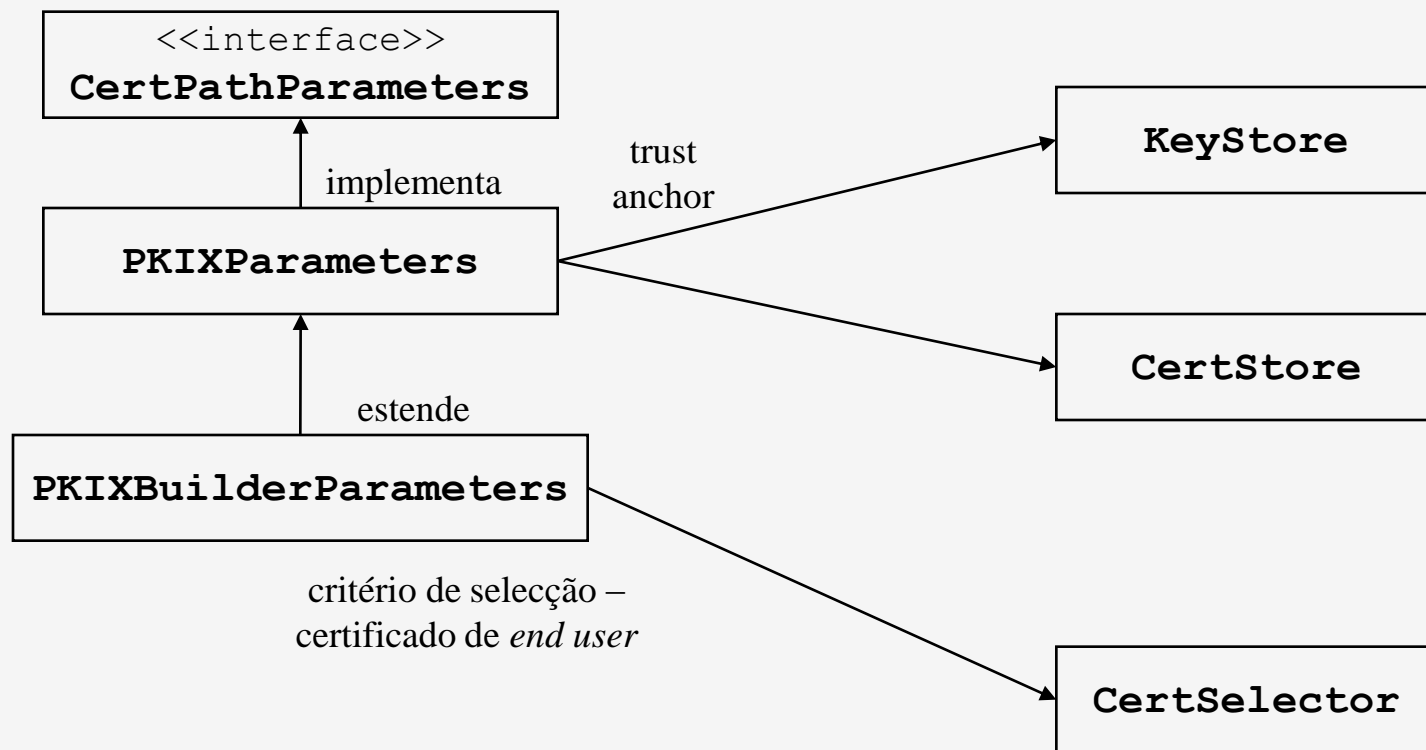 <<interface>>
CertPathParameters
implementa
PKIXParameters
estende
PKIXBuilderParameters
critério de selecção –
certificado de end user
trust
anchor
KeyStore
CertStore
CertSelector